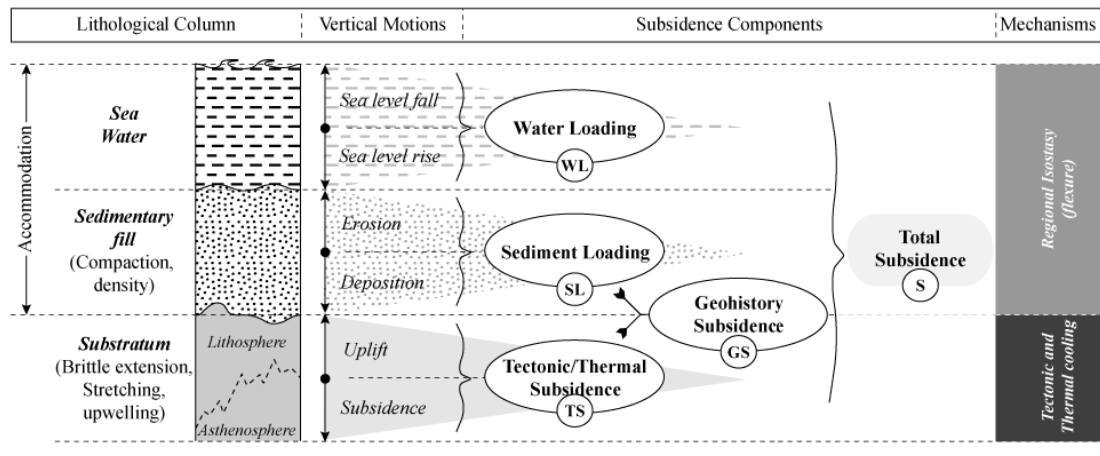 Lithological Column
Vertical Motions
Subsidence Components
Mechanisms
Accommodation
Sea
Water
Sea level fall
Sea level rise
Water Loading
WL
Sedimentary
fill
(Compaction,
density)
Erosion
Deposition
Sediment Loading
SL
Geohistory
Subsidence
GS
Total
Subsidence
S
Regional Isostasy
(flexure)
Substratum
(Brittle extension,
Stretching,
upwelling)
Lithosphere
Asthenosphere
Uplift
Subsidence
Tectonic/Thermal
Subsidence
TS
Tectonic and
Thermal cooling